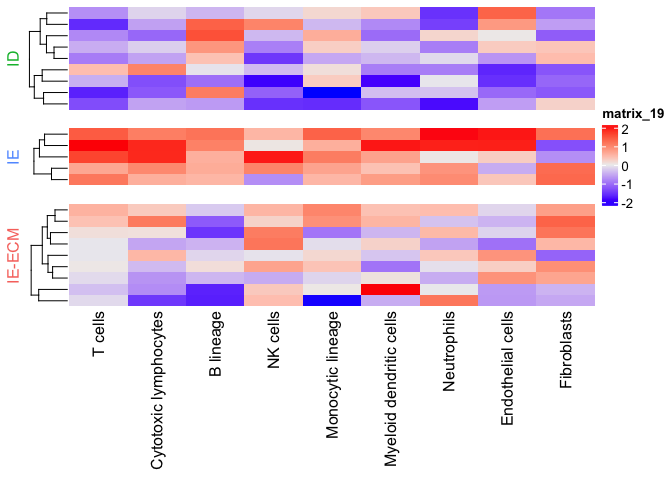 ID
matrix_19
2
1
0
-1
-2
IE
IE-ECM
T cells
Cytotoxic lymphocytes
B lineage
NK cells
Monocytic lineage
Myeloid dendritic cells
Neutrophils
Endothelial cells
Fibroblasts